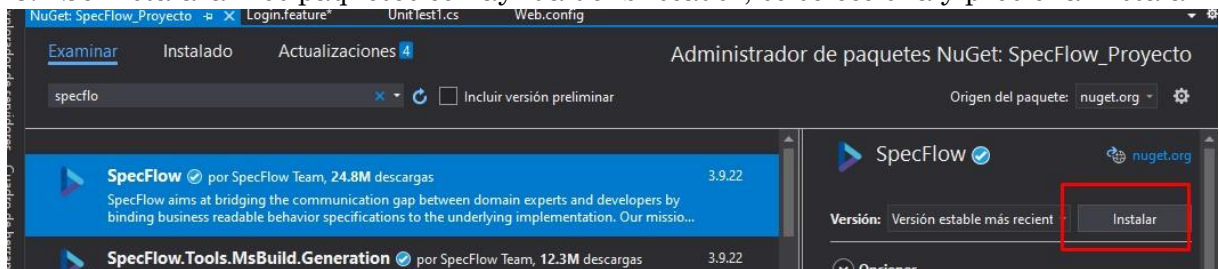 NuGet: SpecFlow_Proyecto Login.feature* UnitTest1.cs Web.config
Examinar Instalado Actualizaciones 4
Administrador de paquetes NuGet: SpecFlow_Proyecto
specflo
Incluir versión preliminar
Origen del paquete: nuget.org
SpecFlow por SpecFlow Team, 24.8M descargas 3.9.22
SpecFlow aims at bridging the communication gap between domain experts and developers by
binding business readable behavior specifications to the underlying implementation. Our missio...
SpecFlow.Tools.MsBuild.Generation por SpecFlow Team, 12.3M descargas 3.9.22
SpecFlow nuget.org
Versión: Versión estable más recient Instalar
Opciones